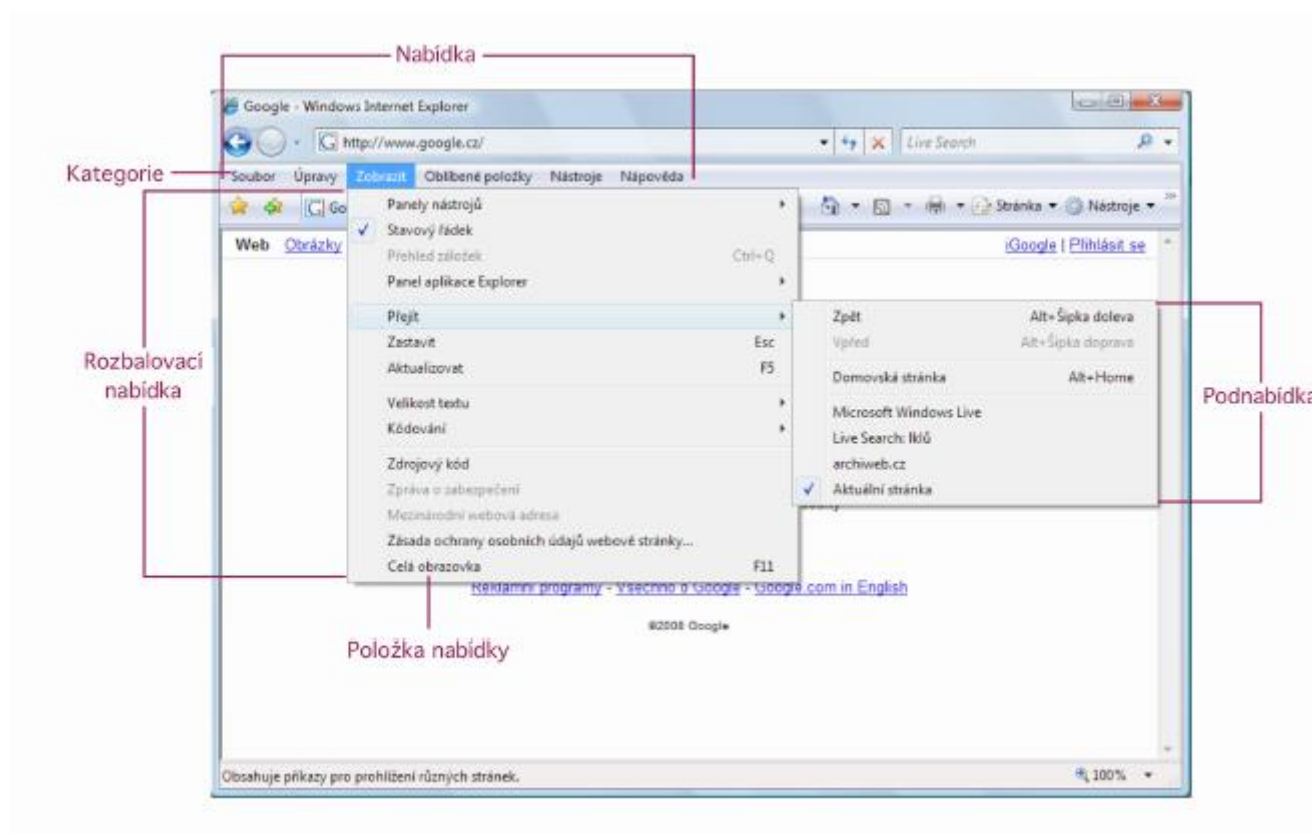 Nabídka
Google - Windows Internet Explorer
http://www.google.cz/
Live Search
Kategorie
Soubor Úpravy Zobrazit Oblíbené položky Nástroje Nápověda
Go
Stránka Nástroje
Web Obrázky
iGoogle | Přihlásit se
Panely nástrojů
Stavový řádek
Přehled záložek Ctrl+Q
Panel aplikace Explorer
Přejít
Zastavit Esc
Aktualizovat F5
Velikost textu
Kódování
Zdrojový kód
Zpráva o zabezpečení
Mezinárodní webová adresa
Zásada ochrany osobních údajů webové stránky...
Celá obrazovka F11
Zpět Alt+Šipka doleva
Vpřed Alt+Šipka doprava
Domovská stránka Alt+Home
Microsoft Windows Live
Live Search: lklů
archiweb.cz
Aktuální stránka
Rozbalovací
nabídka
Podnabídka
Reklamní programy - Všechno o Google - Google.com in English
©2008 Google
Položka nabídky
Obsahuje příkazy pro prohlížení různých stránek.
100%